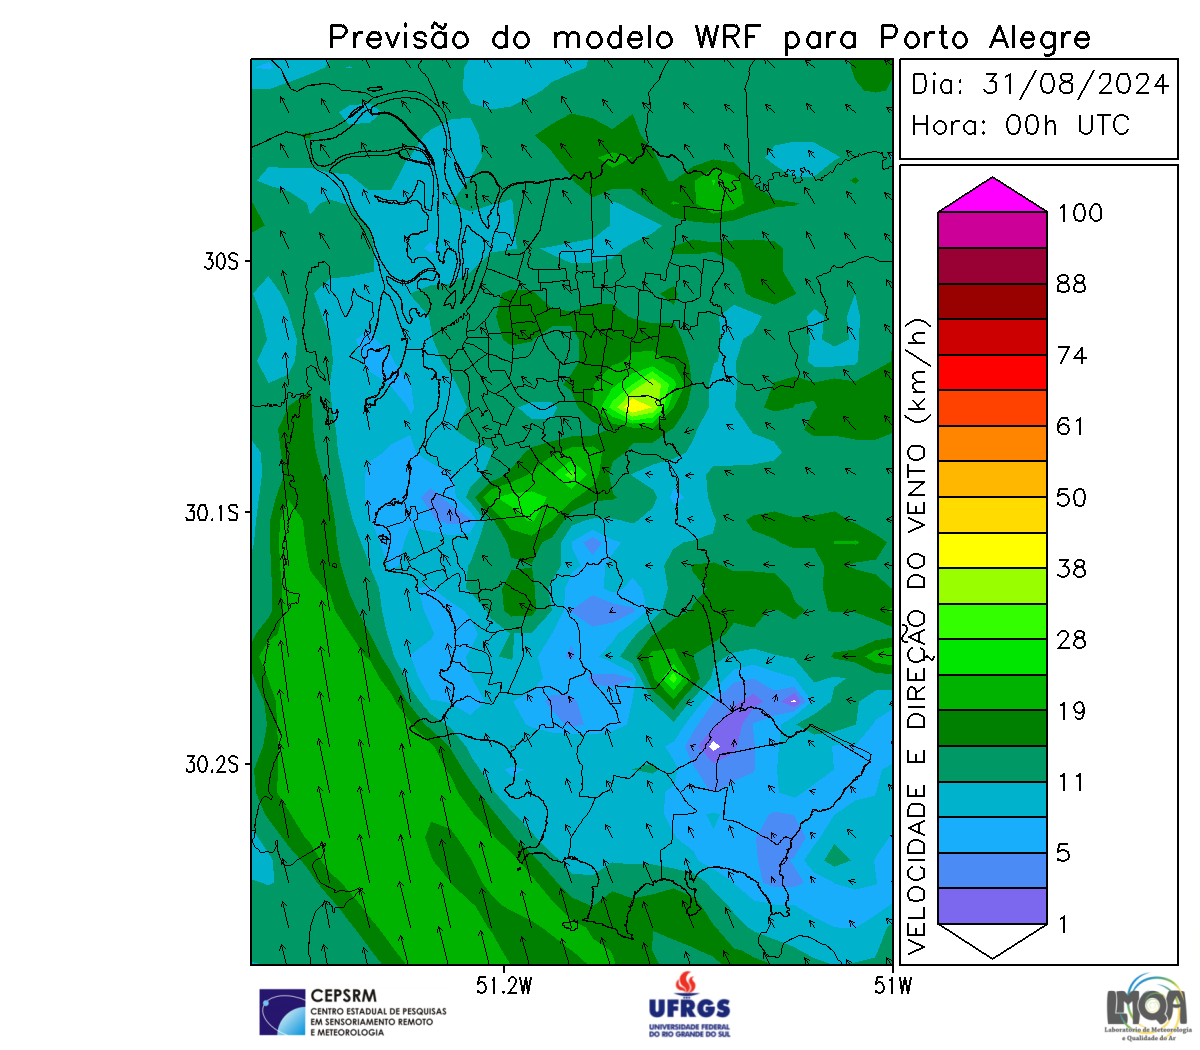 Previsão do modelo WRF para Porto Alegre
Dia: 31/08/2024
Hora: 00h UTC
30S
30.1S
30.2S
51.2W
51W
VELOCIDADE E DIREÇÃO DO VENTO (km/h)
100
88
74
61
50
38
28
19
11
5
1
CEPSRM
CENTRO ESTADUAL DE PESQUISAS
EM SENSORIAMENTO REMOTO
E METEOROLOGIA
UFRGS
UNIVERSIDADE FEDERAL
DO RIO GRANDE DO SUL
LMQA
Laboratório de Meteorologia
e Qualidade do Ar